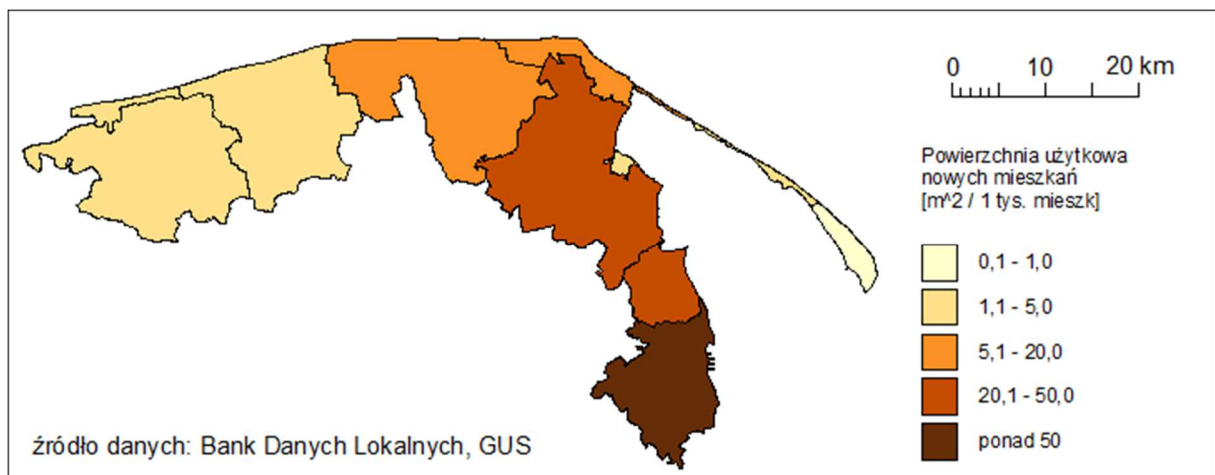 0 10 20 km
Powierzchnia użytkowa
nowych mieszkań
[m^2 / 1 tys. mieszk]
0,1 - 1,0
1,1 - 5,0
5,1 - 20,0
20,1 - 50,0
ponad 50
źródło danych: Bank Danych Lokalnych, GUS